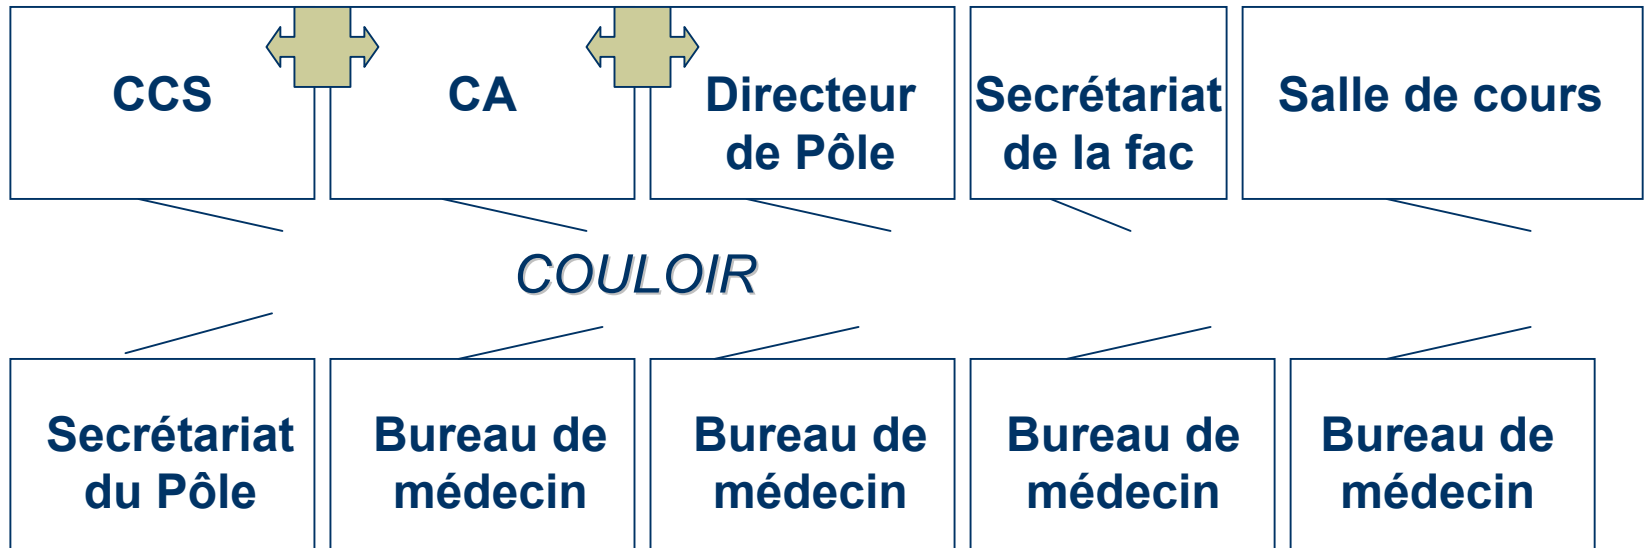 CCS
CA
Directeur
de Pôle
Secrétariat
de la fac
Salle de cours
COULOIR
Secrétariat
du Pôle
Bureau de
médecin
Bureau de
médecin
Bureau de
médecin
Bureau de
médecin